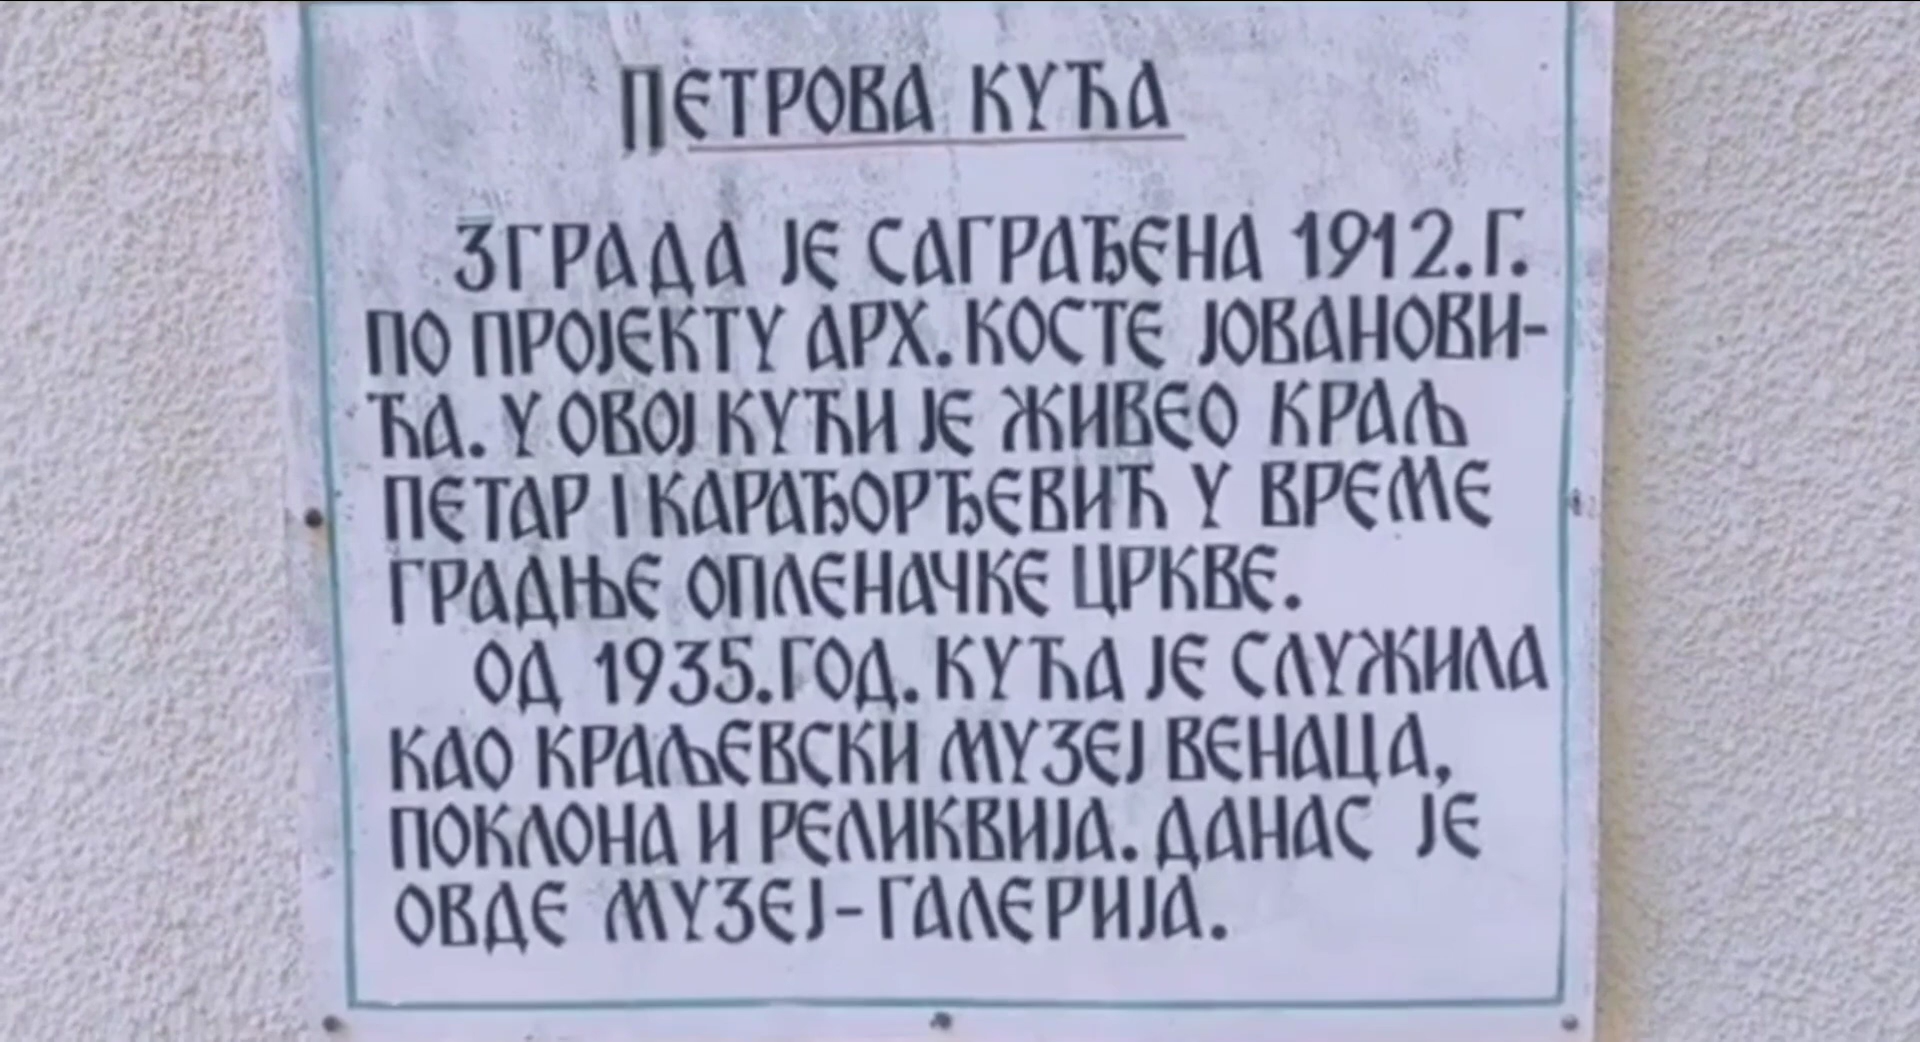 ПЕТРОВА КУЋА
ЗГРАДА ЈЕ САГРАЂЕНА 1912.Г.
ПО ПРОЈЕКТУ АРХ. КОСТЕ ЈОВАНОВИ-
ЋА. У ОВОЈ КУЋИ ЈЕ ЖИВЕО КРАЉ
ПЕТАР I КАРАЂОРЂЕВИЋ У ВРЕМЕ
ГРАДЊЕ ОПЛЕНАЧКЕ ЦРКВЕ.
ОД 1935.ГОД. КУЋА ЈЕ СЛУЖИЛА
КАО КРАЉЕВСКИ МУЗЕЈ ВЕНАЦА,
ПОКЛОНА И РЕЛИКВИЈА. ДАНАС ЈЕ
ОВДЕ МУЗЕЈ-ГАЛЕРИЈА.